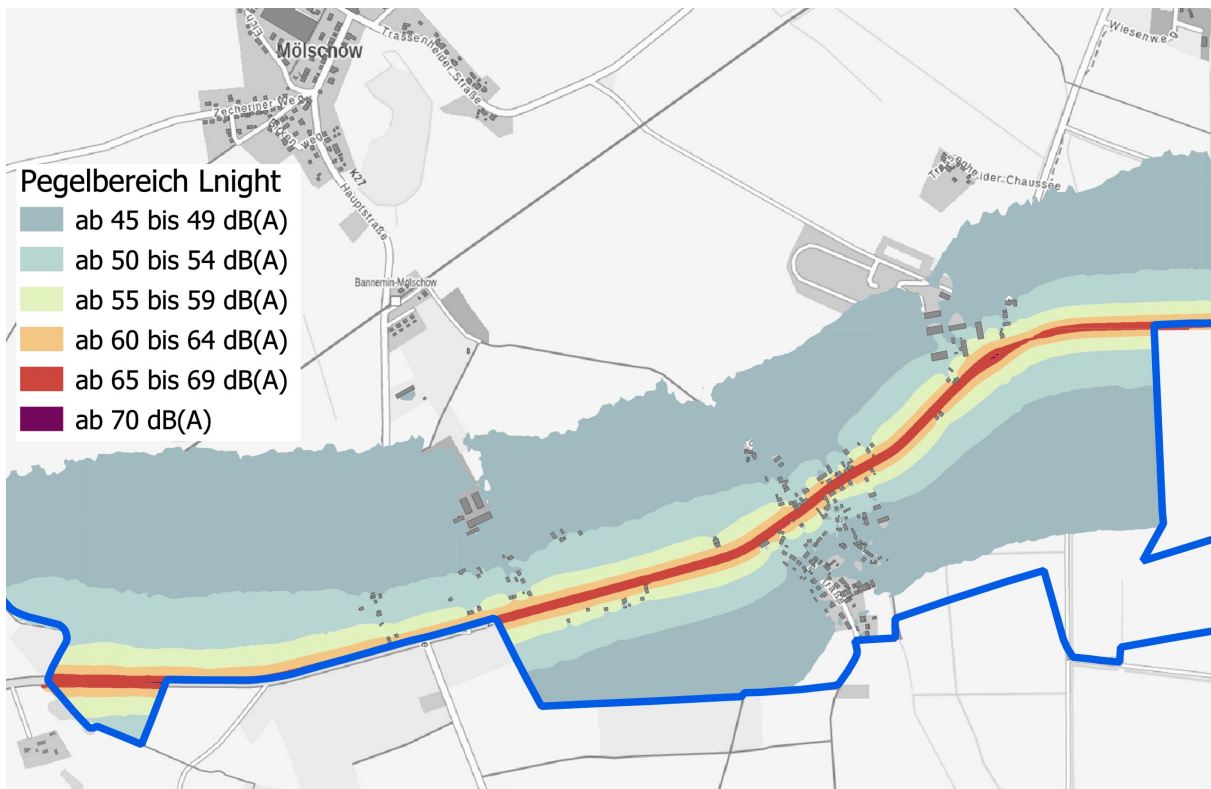 Mölschow
Eich
Trassenheider Straße
Wiesenweg
Zecheriner Weg
K27
Hauptstraße
Trassenheider Chaussee
Pegelbereich Lnight
ab 45 bis 49 dB(A)
ab 50 bis 54 dB(A)
ab 55 bis 59 dB(A)
ab 60 bis 64 dB(A)
ab 65 bis 69 dB(A)
ab 70 dB(A)
Bannemin-Mölschow